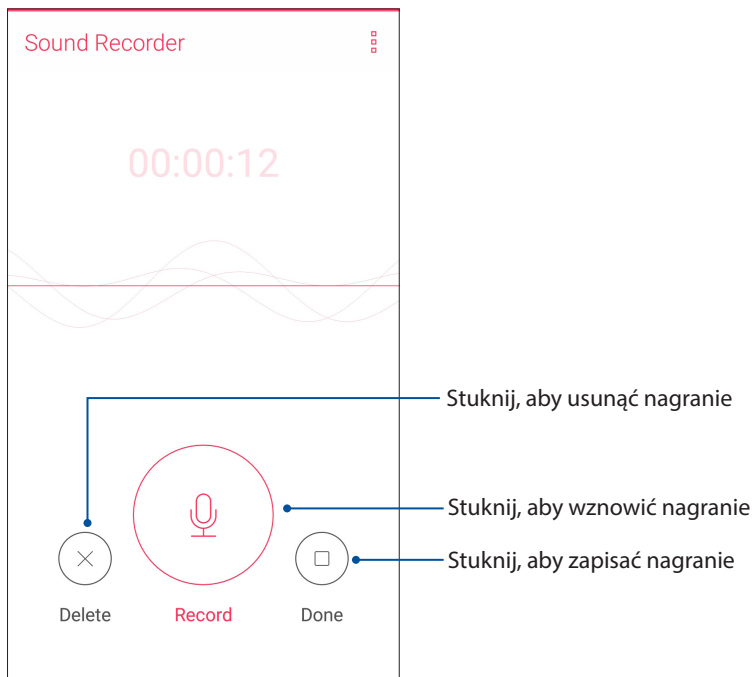 Sound Recorder
00:00:12
Stuknij, aby usunąć nagranie
Stuknij, aby wznowić nagranie
Stuknij, aby zapisać nagranie
Delete
Record
Done